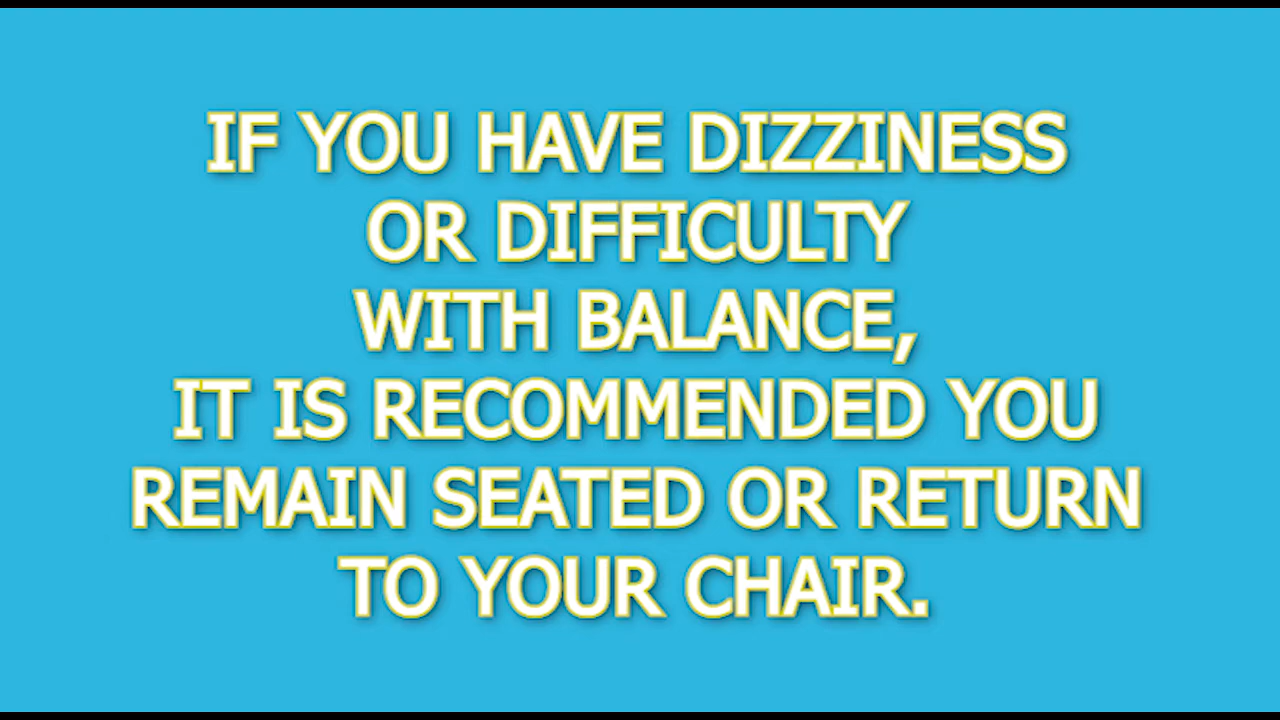 IF YOU HAVE DIZZINESS
OR DIFFICULTY
WITH BALANCE,
IT IS RECOMMENDED YOU
REMAIN SEATED OR RETURN
TO YOUR CHAIR.